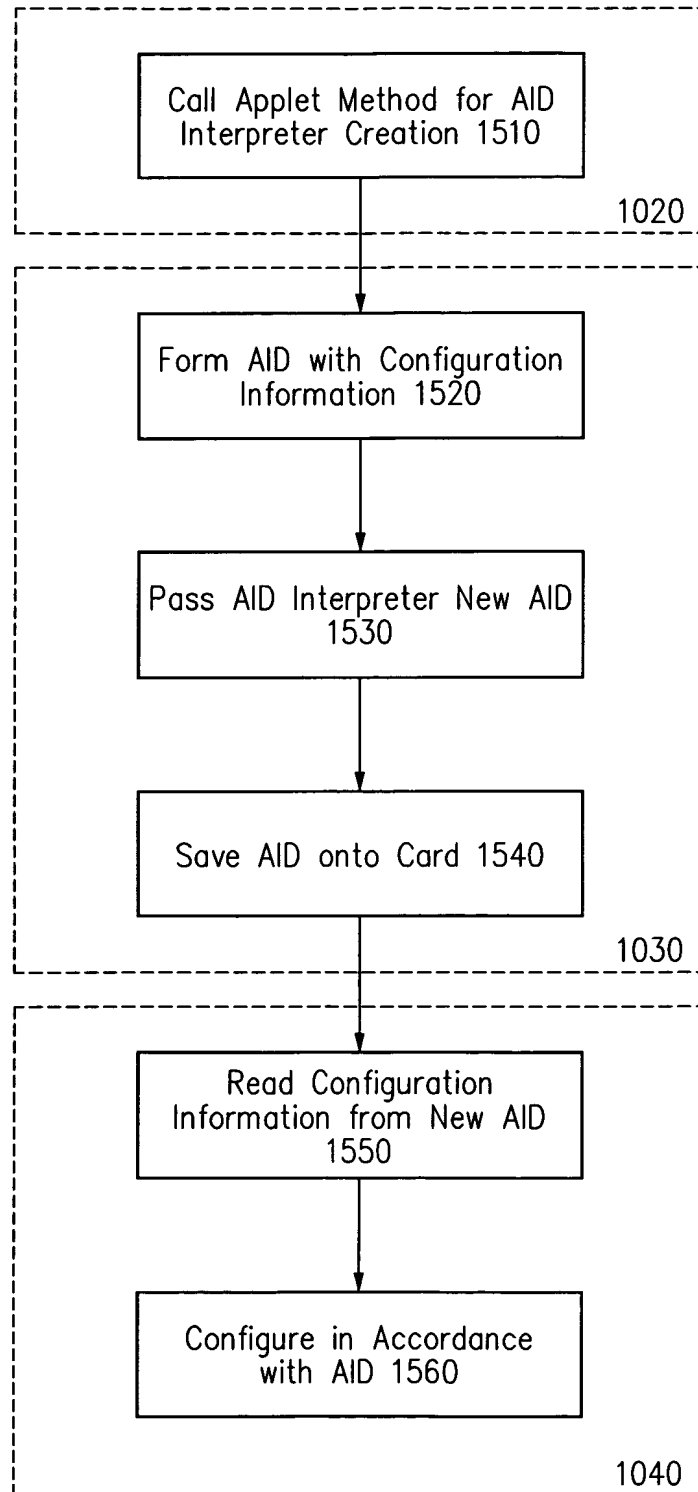 Call Applet Method for AID
Interpreter Creation 1510
1020
Form AID with Configuration
Information 1520
Pass AID Interpreter New AID
1530
Save AID onto Card 1540
1030
Read Configuration
Information from New AID
1550
Configure in Accordance
with AID 1560
1040